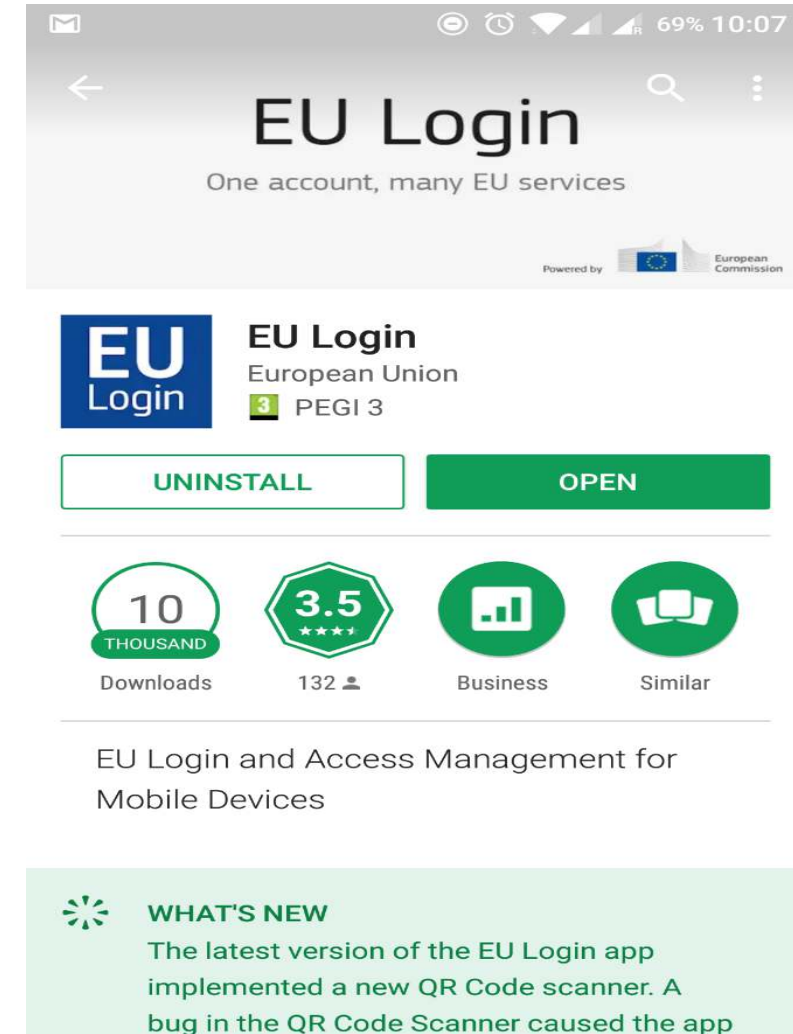 69% 10:07
EU Login
One account, many EU services
Powered by
European
Commission
EU
Login
EU Login
European Union
3 PEGI 3
UNINSTALL
OPEN
10
THOUSAND
Downloads
3.5
132
Business
Similar
EU Login and Access Management for
Mobile Devices
WHAT'S NEW
The latest version of the EU Login app
implemented a new QR Code scanner. A
bug in the QR Code Scanner caused the app